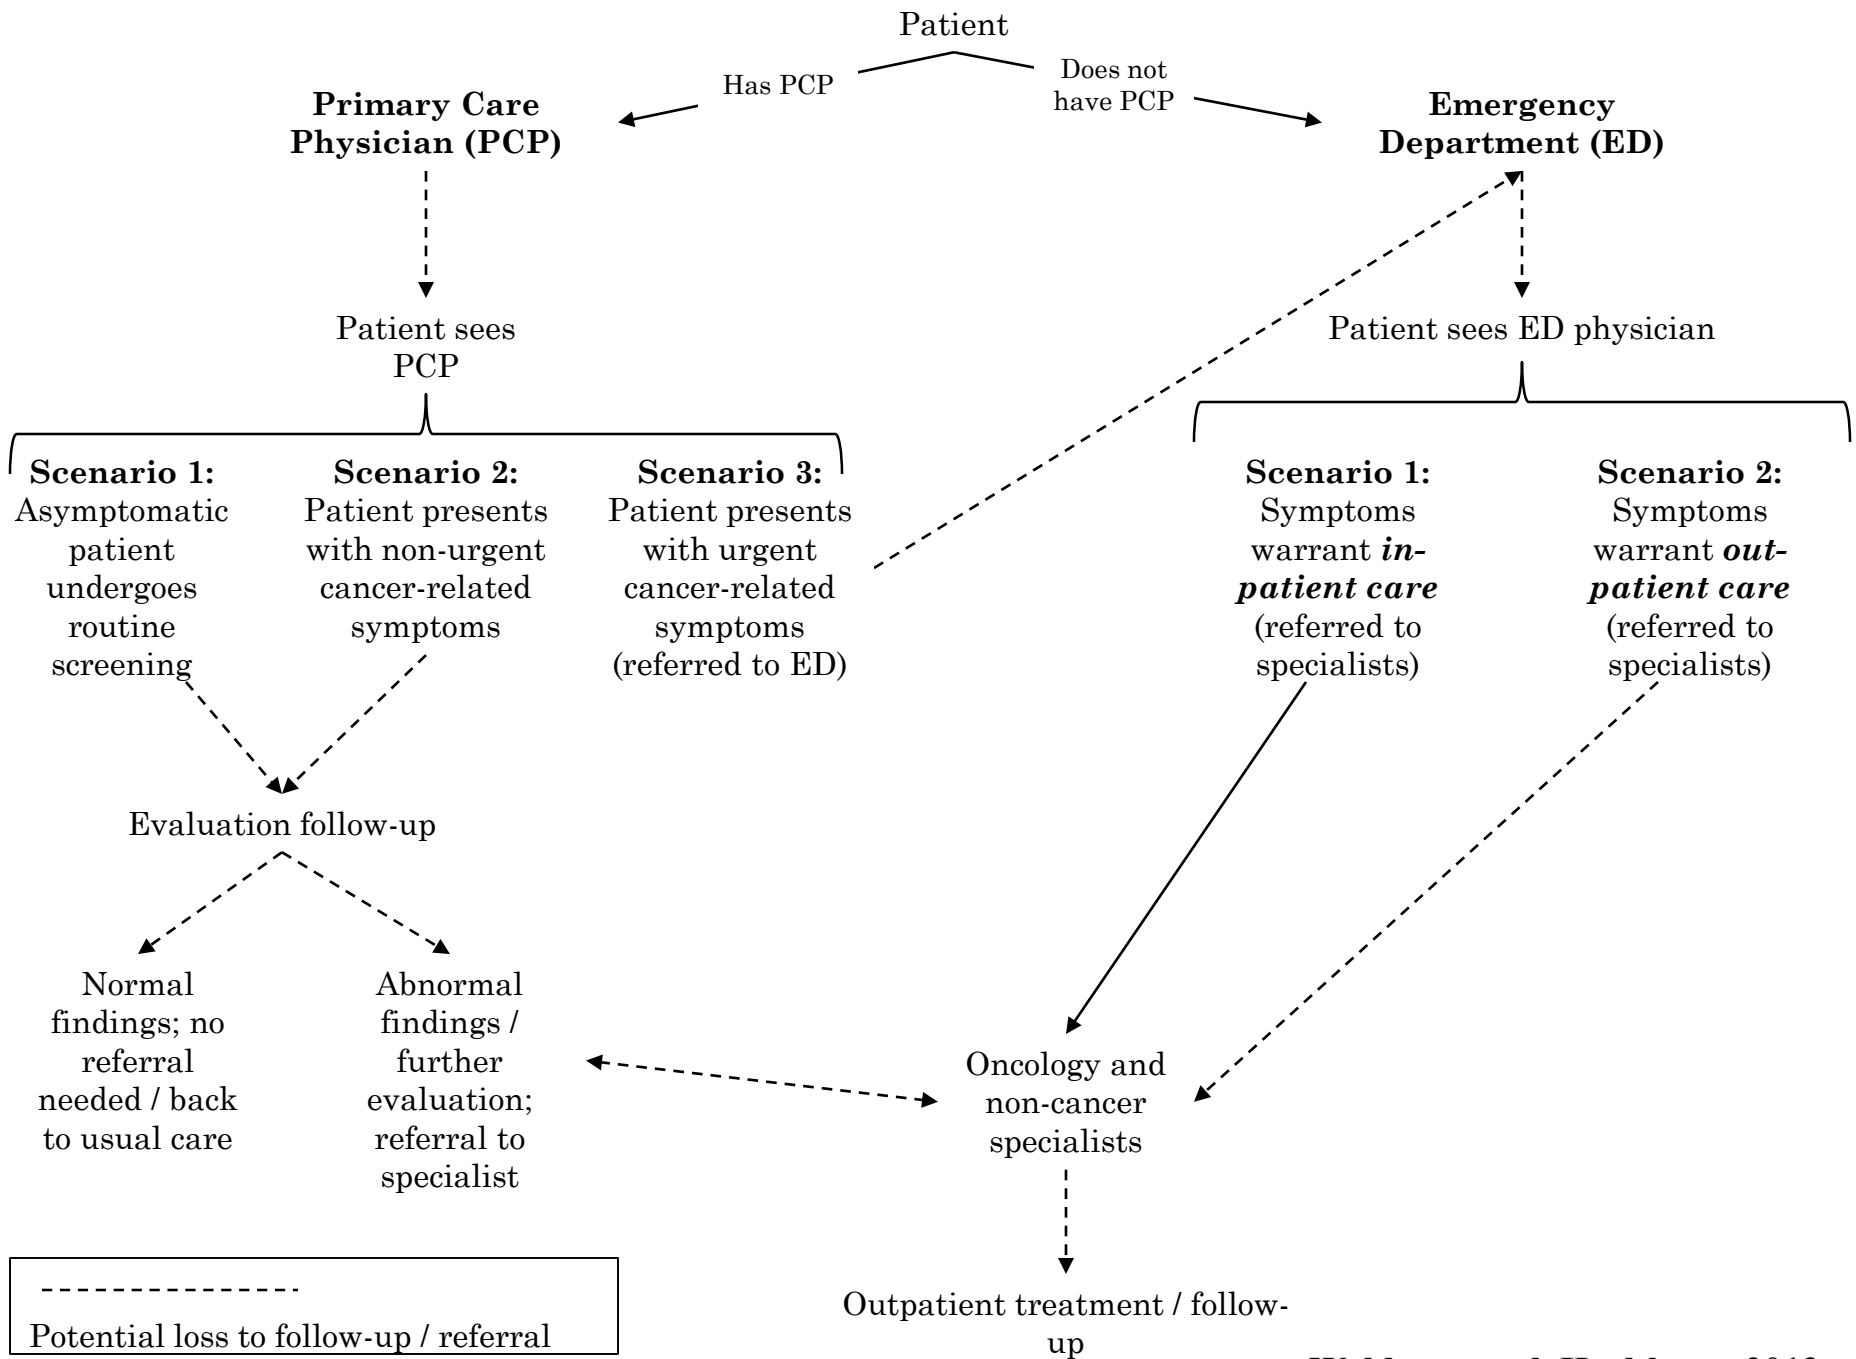 Patient
Has PCP
Does not
have PCP
Primary Care
Physician (PCP)
Emergency
Department (ED)
Patient sees
PCP
Patient sees ED physician
Scenario 1:
Asymptomatic
patient
undergoes
routine
screening
Scenario 2:
Patient presents
with non-urgent
cancer-related
symptoms
Scenario 3:
Patient presents
with urgent
cancer-related
symptoms
(referred to ED)
Scenario 1:
Symptoms
warrant in-
patient care
(referred to
specialists)
Scenario 2:
Symptoms
warrant out-
patient care
(referred to
specialists)
Evaluation follow-up
Normal
findings; no
referral
needed / back
to usual care
Abnormal
findings /
further
evaluation;
referral to
specialist
Oncology and
non-cancer
specialists
Outpatient treatment / follow-
up
Potential loss to follow-up / referral